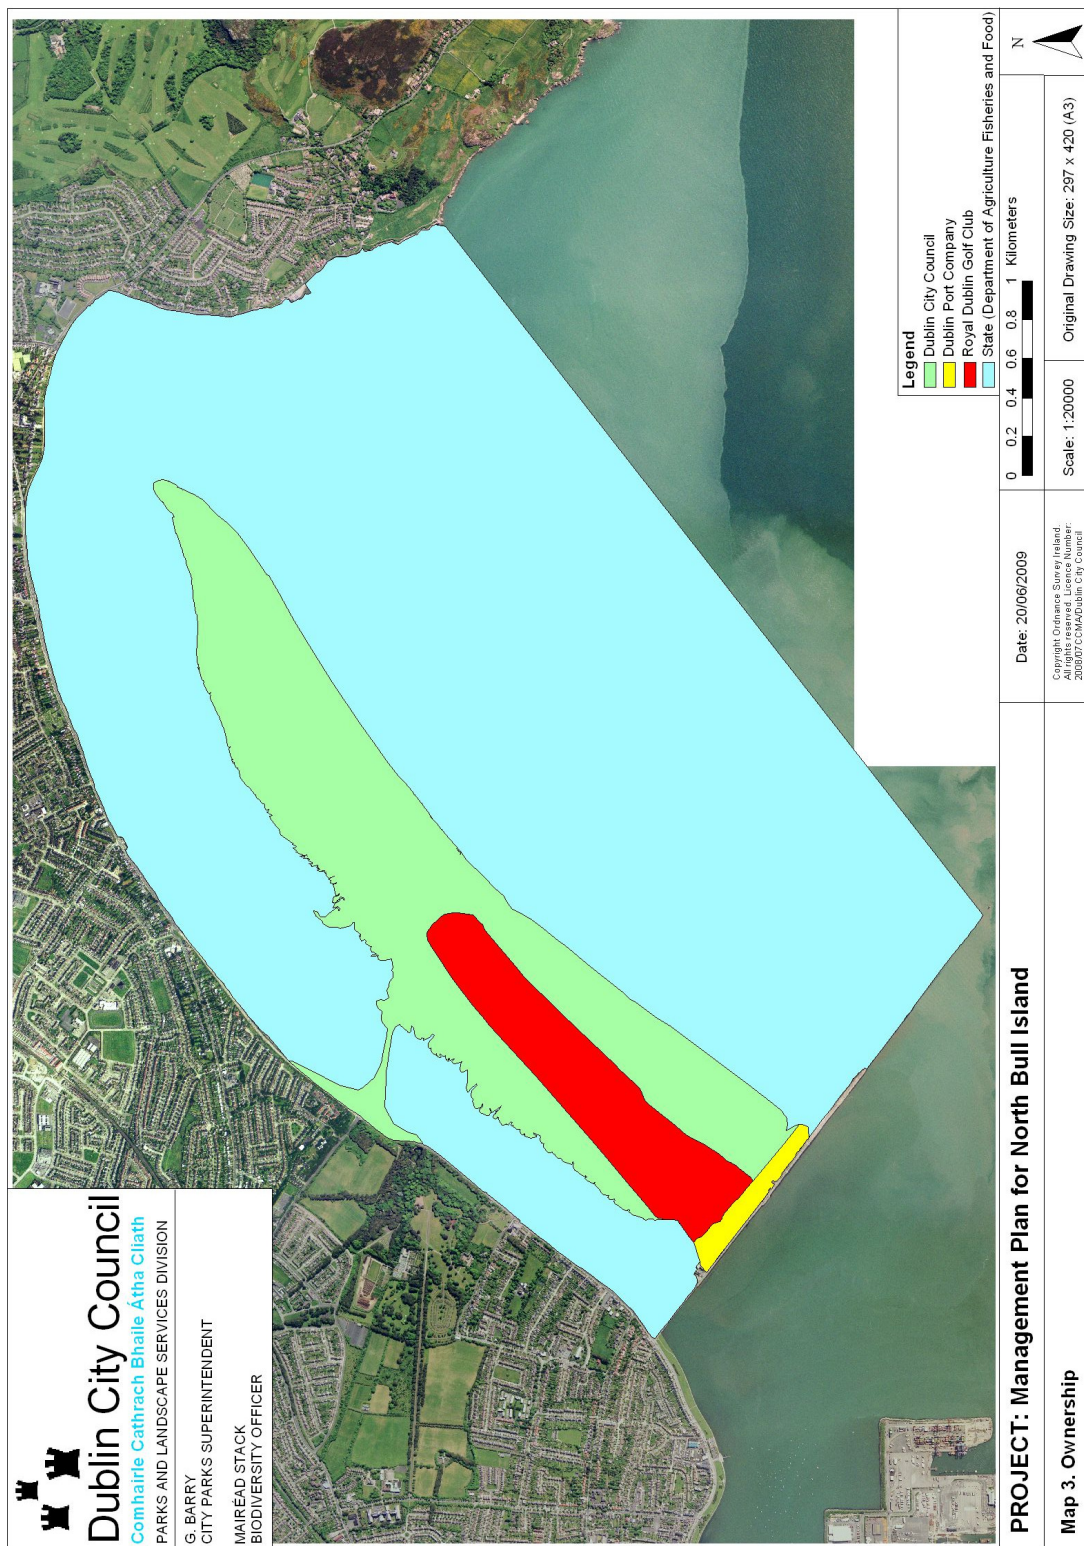 Dublin City Council
Comhairle Cathrach Bhaile Átha Cliath
PARKS AND LANDSCAPE SERVICES DIVISION
G. BARRY
CITY PARKS SUPERINTENDENT
MAIRÉAD STACK
BIODIVERSITY OFFICER
Legend
Dublin City Council
Dublin Port Company
Royal Dublin Golf Club
State (Department of Agriculture Fisheries and Food)
PROJECT: Management Plan for North Bull Island
Map 3. Ownership
Date: 20/06/2009
Copyright Ordnance Survey Ireland.
All rights reserved. Licence Number:
2008/07CCMA/Dublin City Council
0 0.2 0.4 0.6 0.8 1 Kilometers
Scale: 1:20000
Original Drawing Size: 297 x 420 (A3)
N